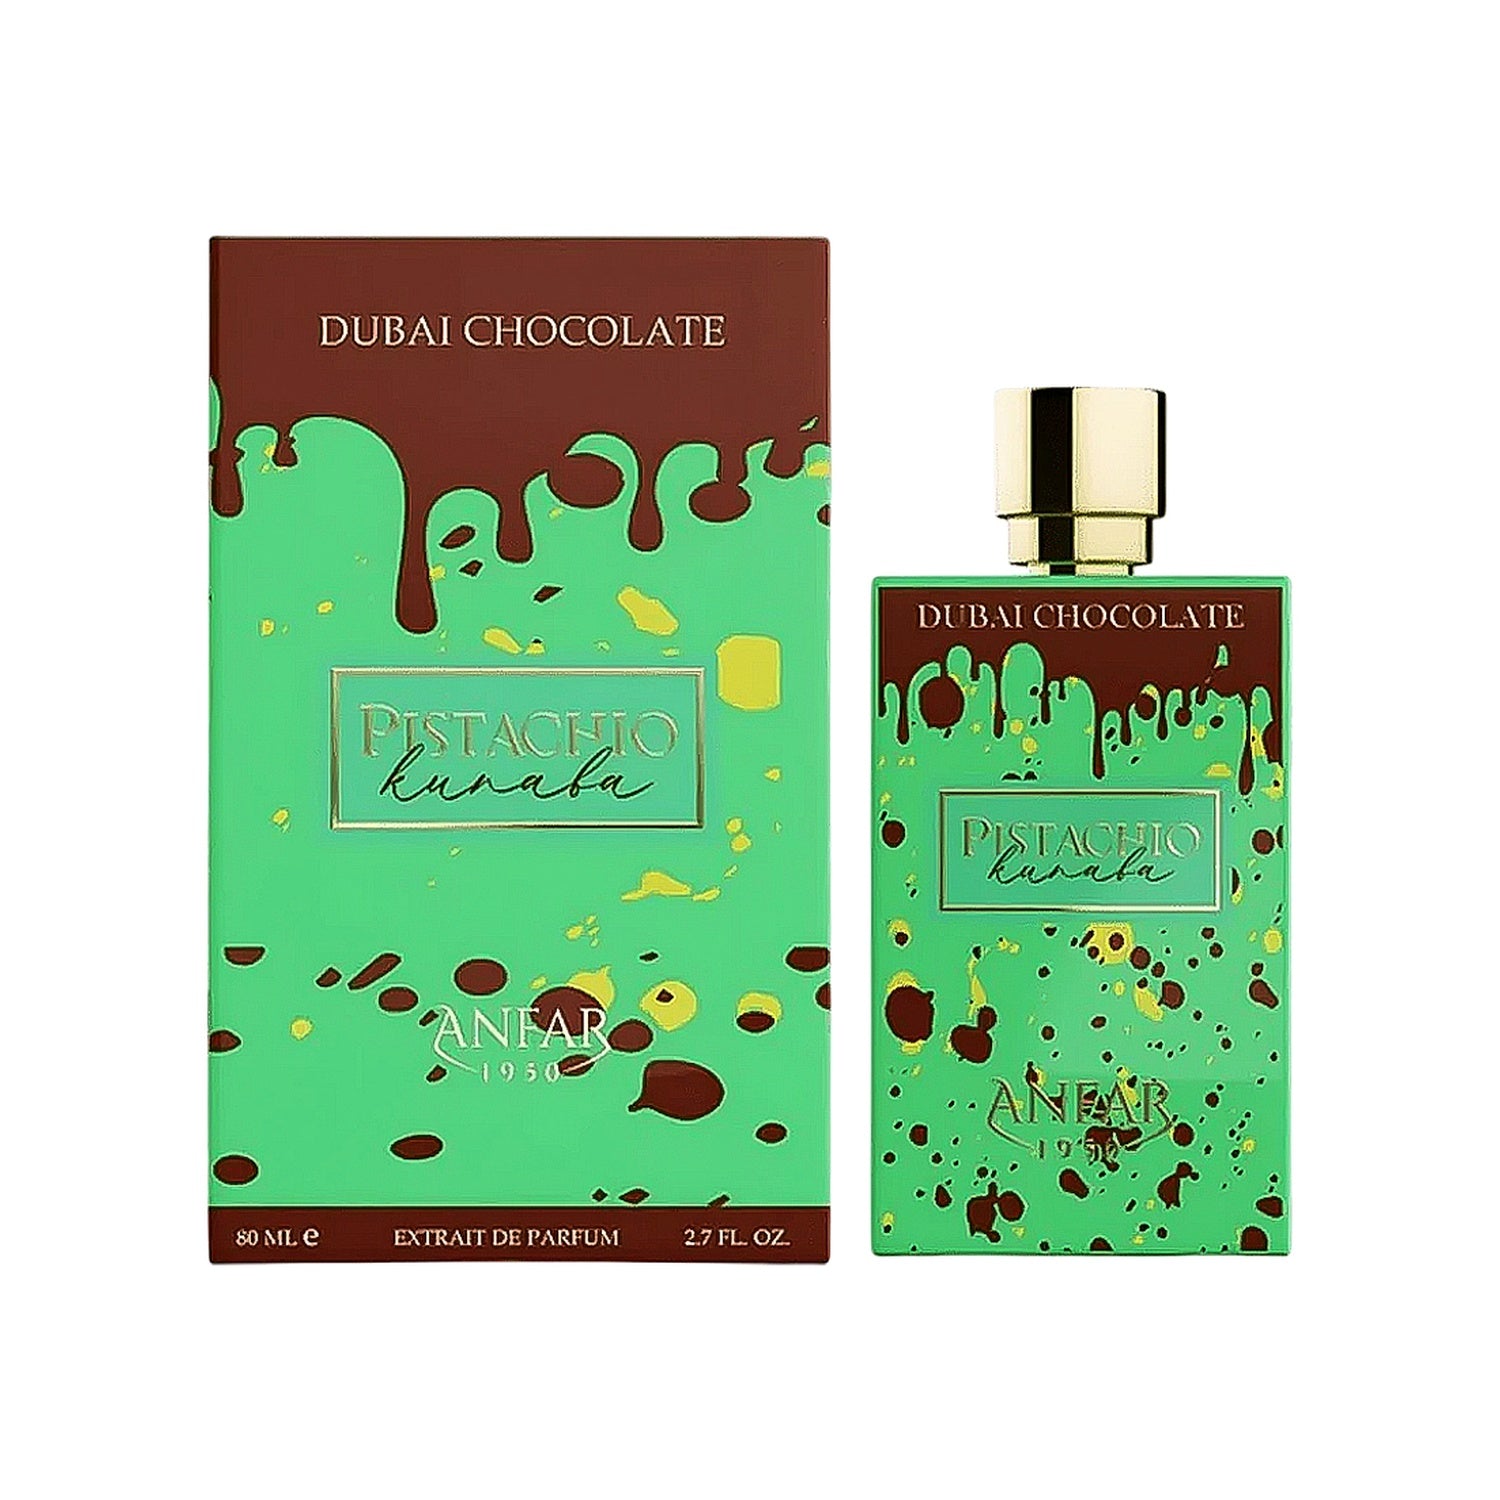 DUBAI CHOCOLATE
PISTACHIO
kunafa
ANFAR
1950
80 ML e
EXTRAIT DE PARFUM
2.7 FL. OZ.
DUBAI CHOCOLATE
PISTACHIO
kunafa
ANFAR
1950